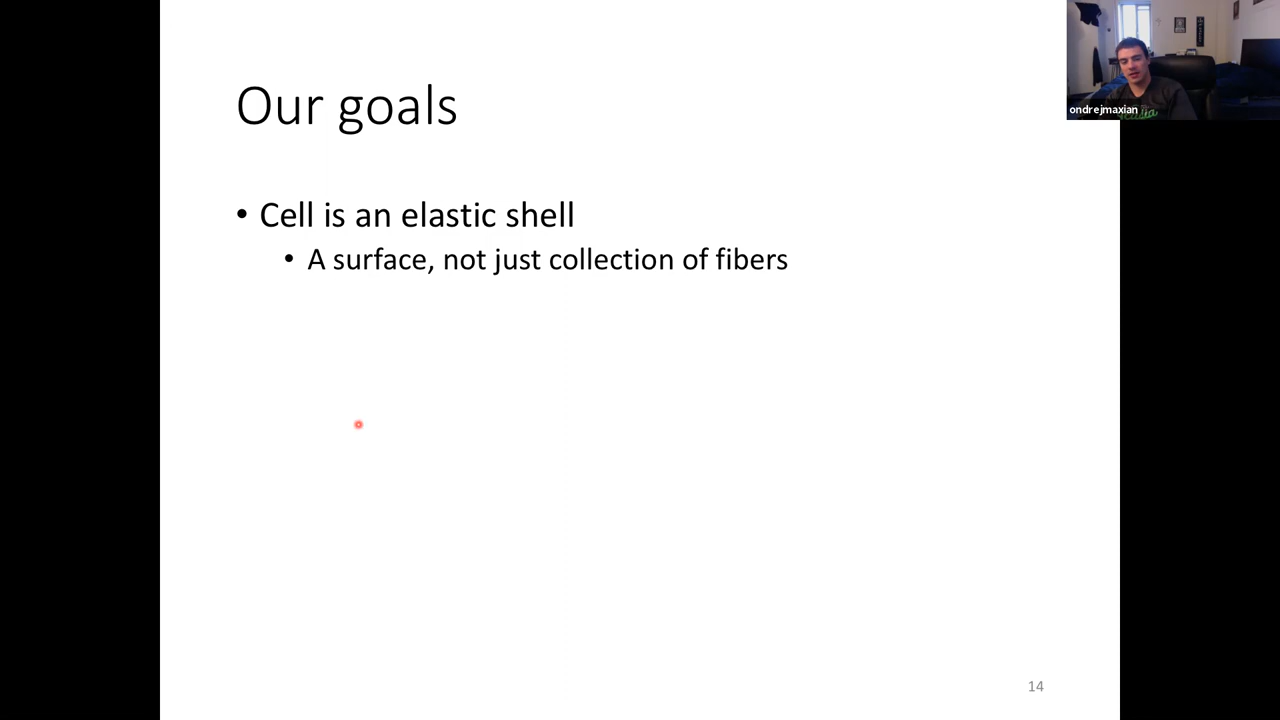 Our goals
• Cell is an elastic shell
• A surface, not just collection of fibers
ondrejmaxian
14